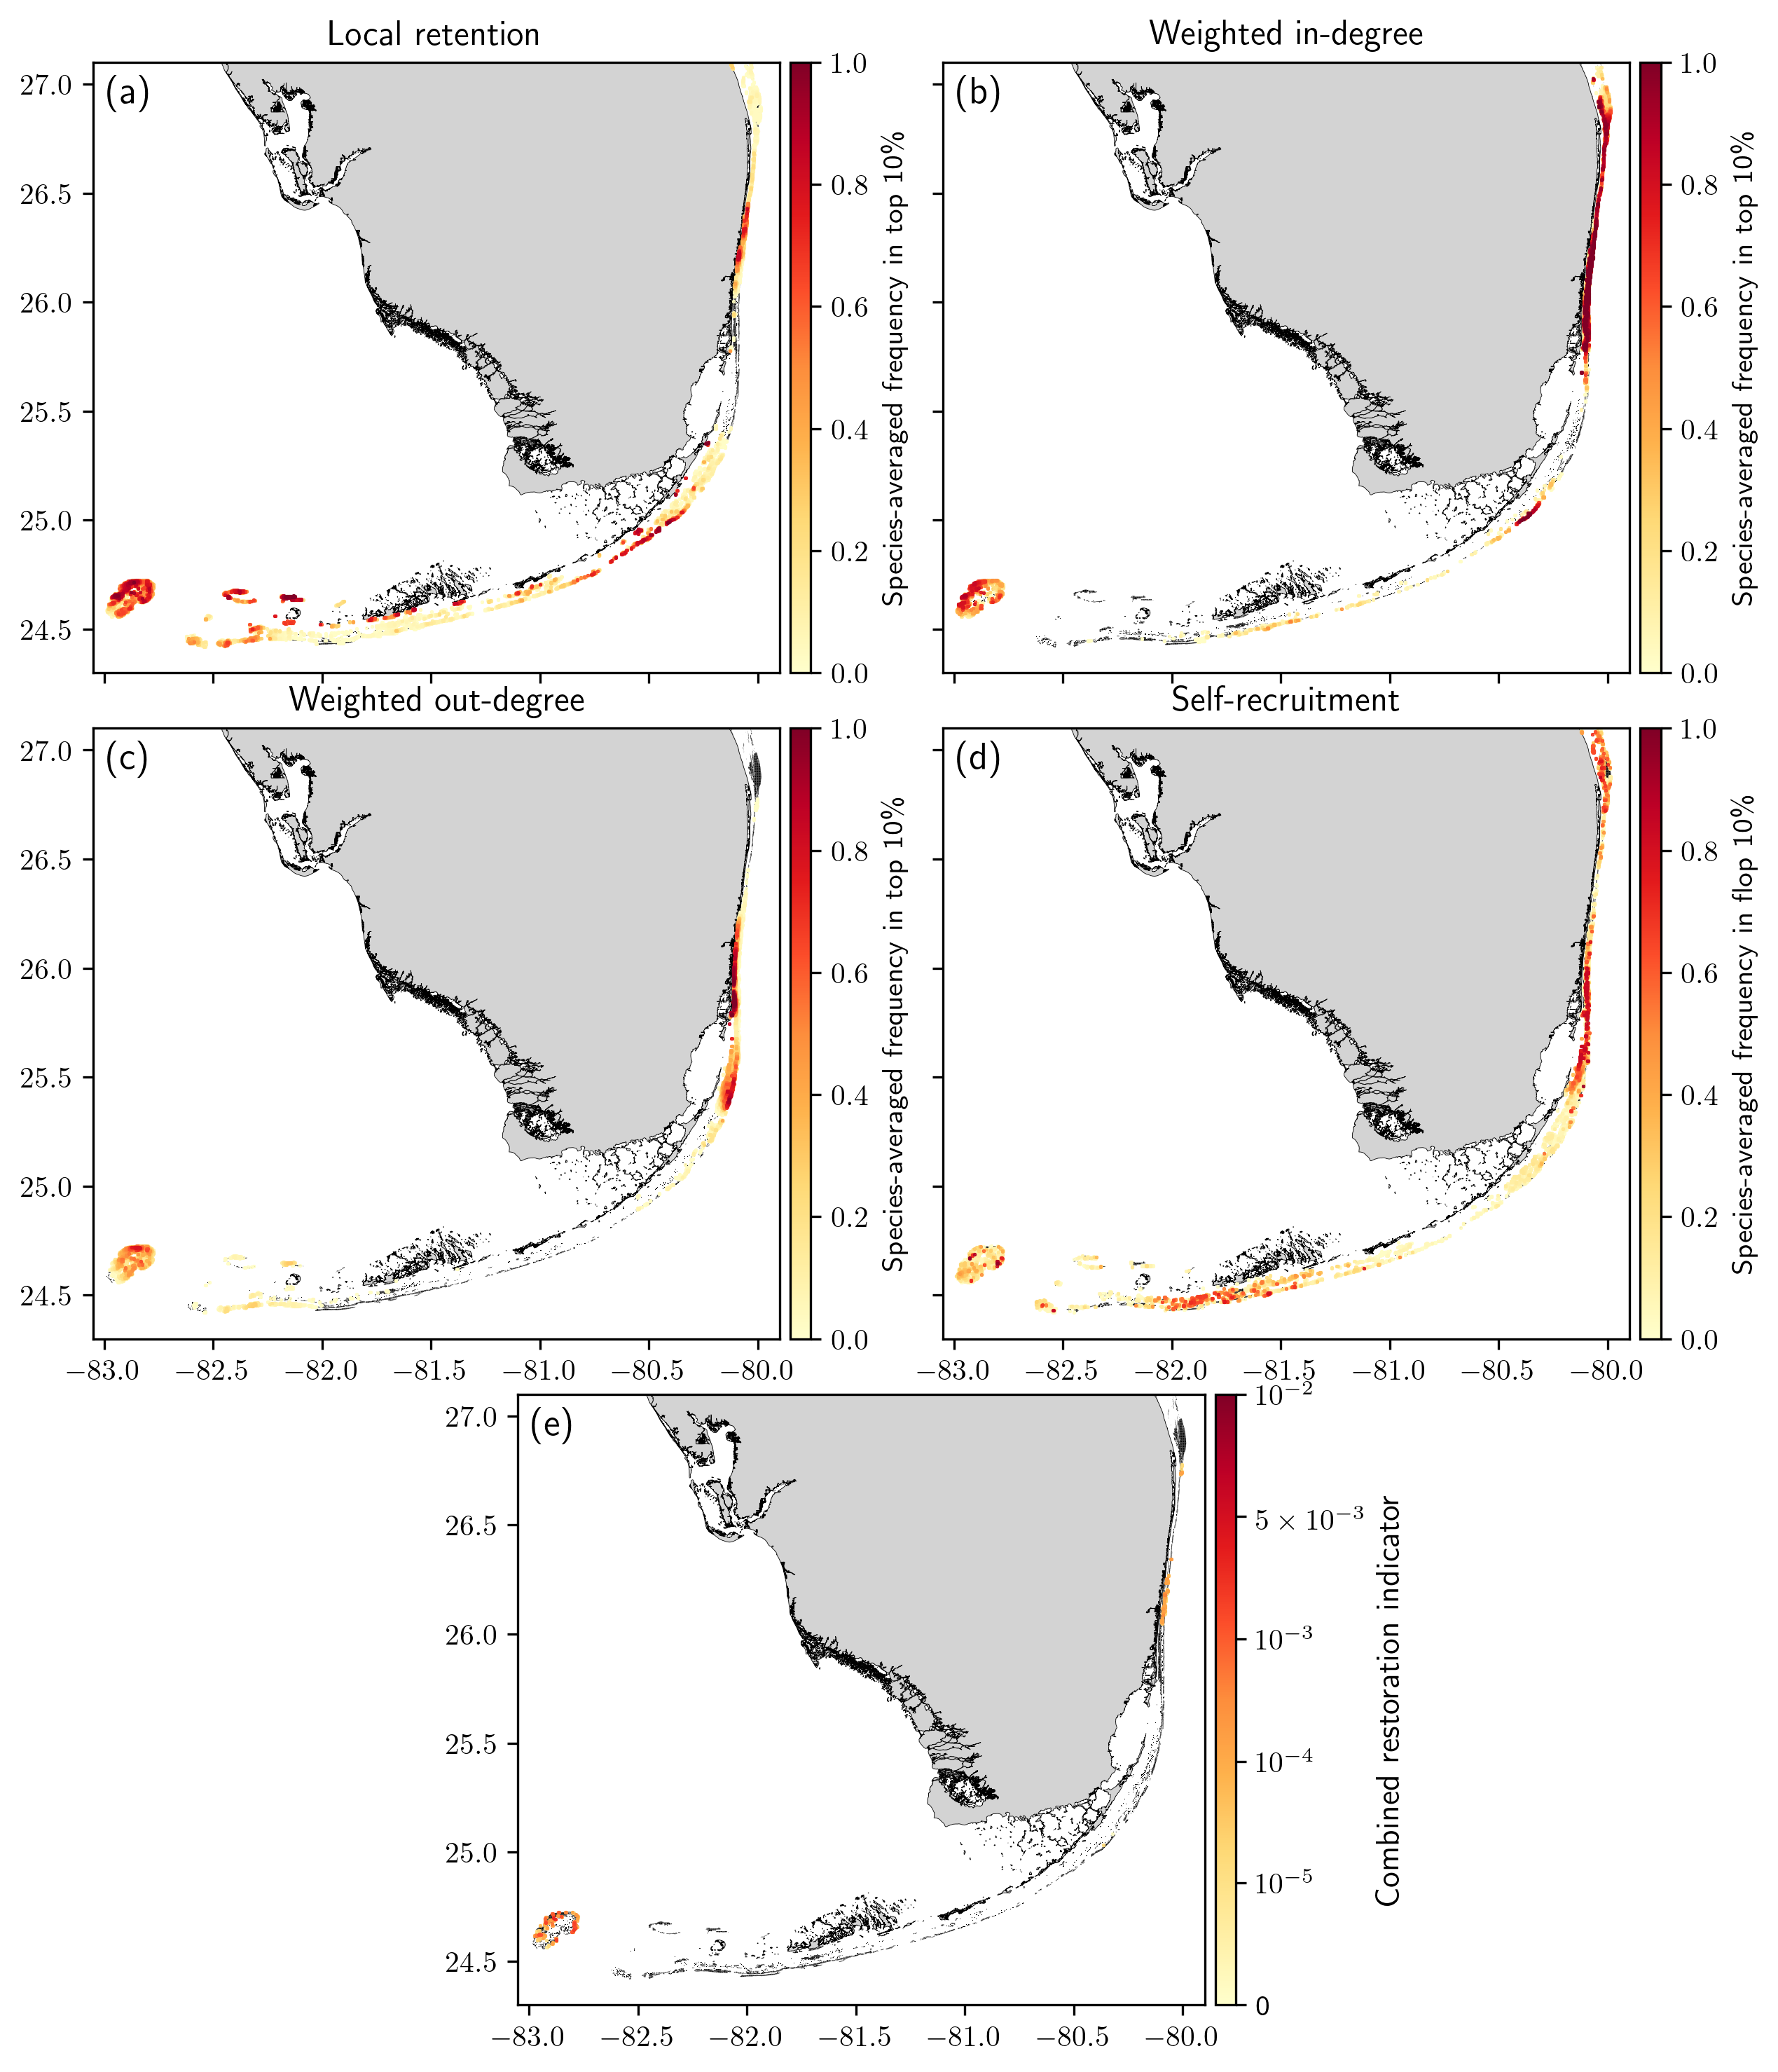 Local retention
Weighted in-degree
(a)
(b)
27.0
26.5
26.0
25.5
25.0
24.5
1.0
0.8
0.6
0.4
0.2
0.0
Species-averaged frequency in top 10%
1.0
0.8
0.6
0.4
0.2
0.0
Species-averaged frequency in top 10%
Weighted out-degree
Self-recruitment
(c)
(d)
27.0
26.5
26.0
25.5
25.0
24.5
−83.0 −82.5 −82.0 −81.5 −81.0 −80.5 −80.0
1.0
0.8
0.6
0.4
0.2
0.0
Species-averaged frequency in top 10%
−83.0 −82.5 −82.0 −81.5 −81.0 −80.5 −80.0
1.0
0.8
0.6
0.4
0.2
0.0
Species-averaged frequency in flop 10%
(e)
27.0
26.5
26.0
25.5
25.0
24.5
−83.0 −82.5 −82.0 −81.5 −81.0 −80.5 −80.0
10⁻²
5 × 10⁻³
10⁻³
10⁻⁴
10⁻⁵
0
Combined restoration indicator